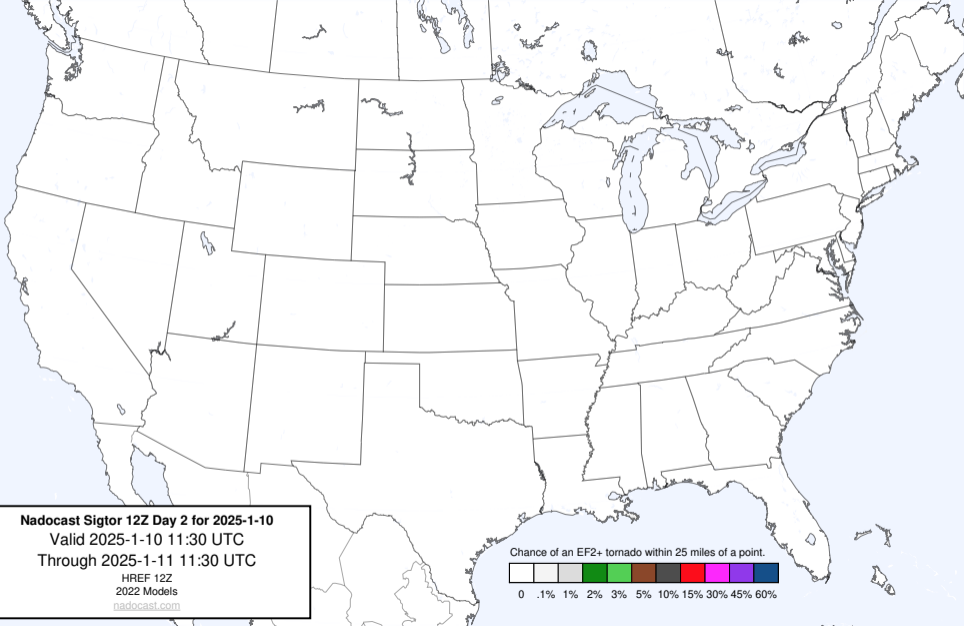 Nadocast Sigtor 12Z Day 2 for 2025-1-10
Valid 2025-1-10 11:30 UTC
Through 2025-1-11 11:30 UTC
HREF 12Z
2022 Models
nadocast.com
Chance of an EF2+ tornado within 25 miles of a point.
0 .1% 1% 2% 3% 5% 10% 15% 30% 45% 60%